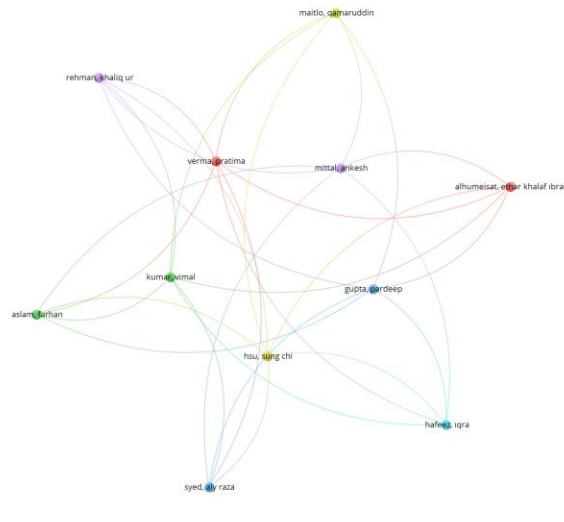 maitlo, qamaruddin
rehman, khaliq ur
verma, pratima
mittal, ankesh
alhumeisat, ethar khalaf ibra
kumar, vimal
gupta, pardeep
aslam, farhan
hsu, sung chi
hafeez, iqra
syed, aly raza